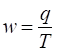 w = q/T